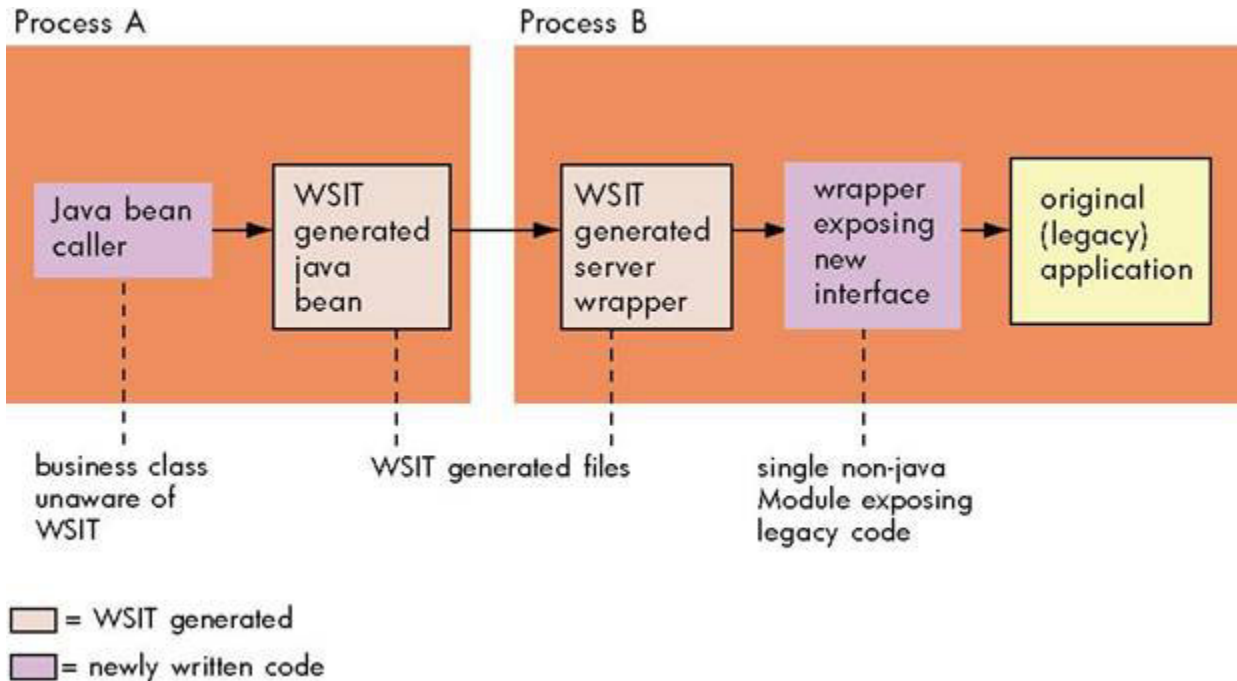 Process A
Process B
Java bean
caller
WSIT
generated
java
bean
WSIT
generated
server
wrapper
wrapper
exposing
new
interface
original
(legacy)
application
business class
unaware of
WSIT
WSIT generated files
single non-java
Module exposing
legacy code
= WSIT generated
= newly written code